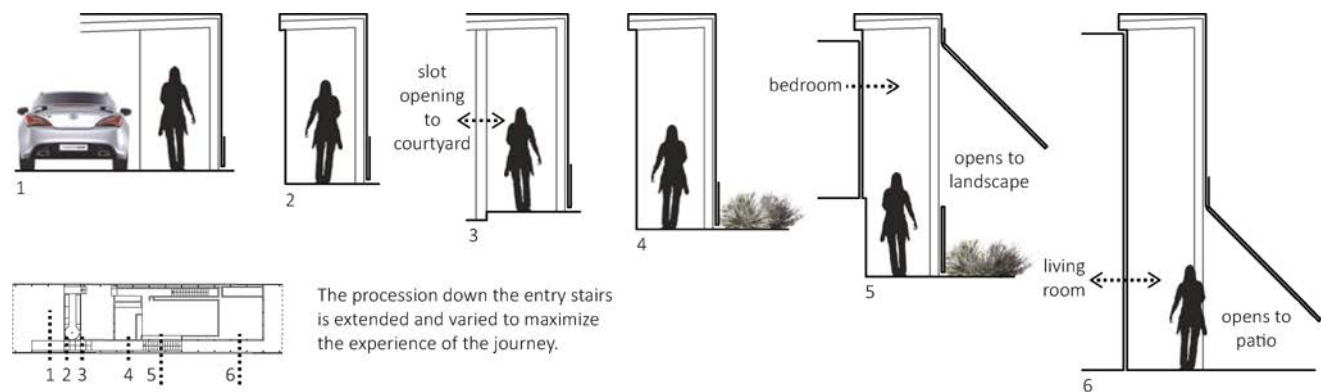 1
2
slot
opening
to
courtyard
3
4
bedroom
opens to
landscape
5
living
room
opens to
patio
6
The procession down the entry stairs
is extended and varied to maximize
the experience of the journey.
1 2 3 4 5 6